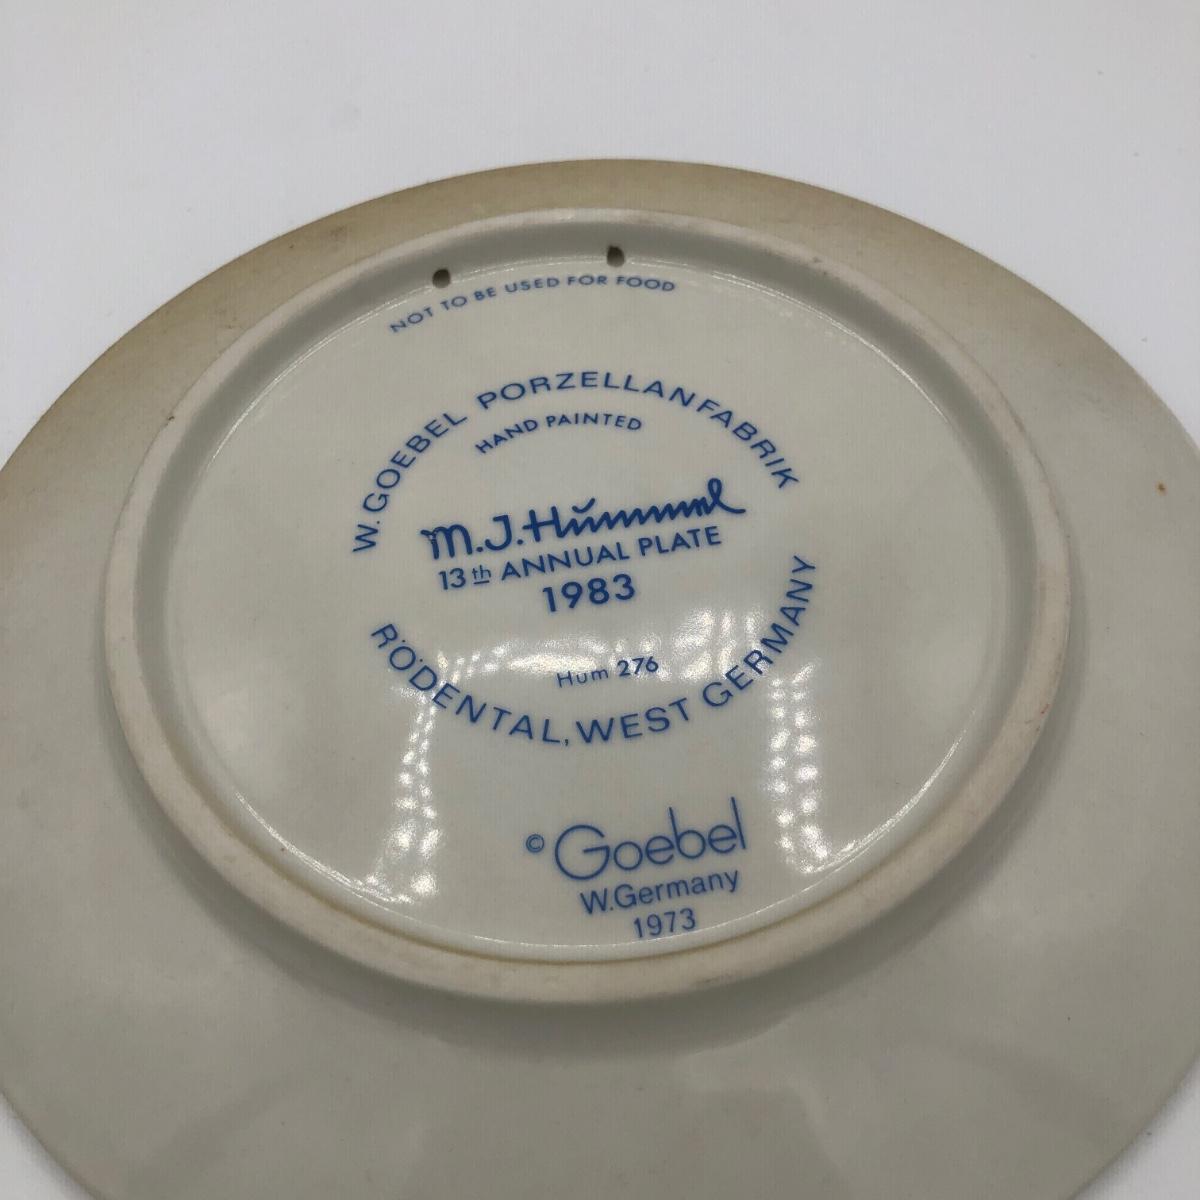 NOT TO BE USED FOR FOOD
W. GOEBEL PORZELLANFABRIK
HAND PAINTED
M.J.Hummel
13th ANNUAL PLATE
1983
Hum 276
RÖDENTAL, WEST GERMANY
© Goebel
W.Germany
1973